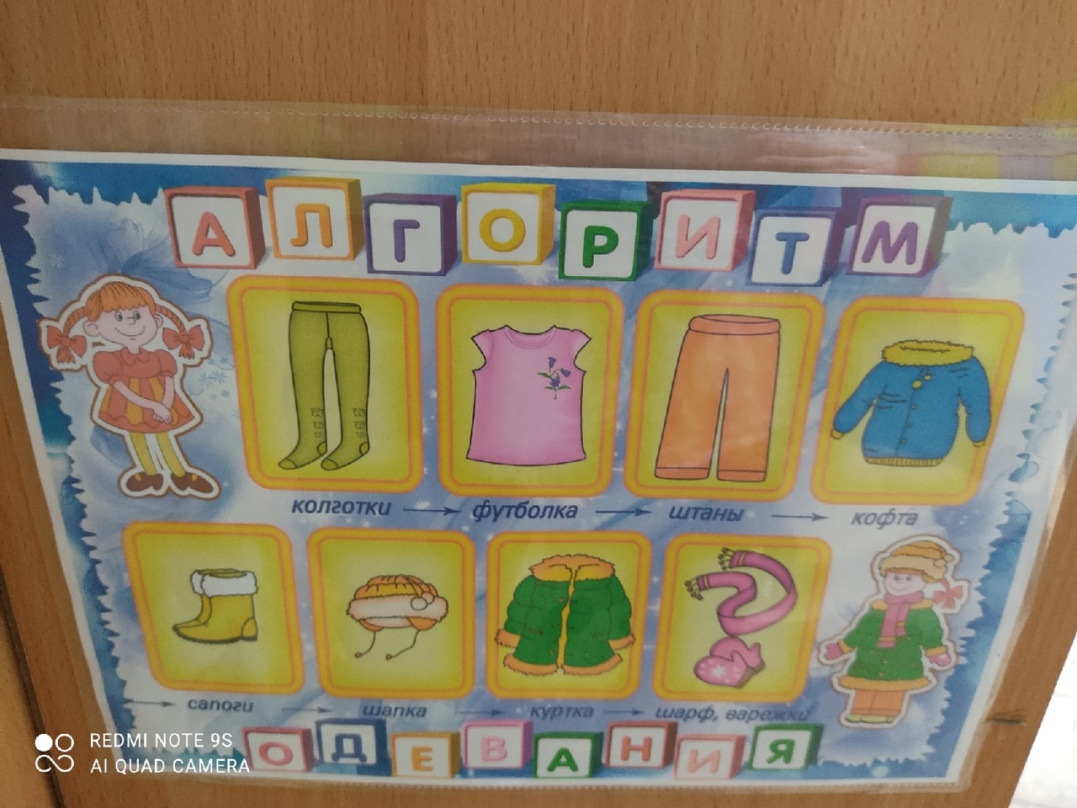 АЛГОРИТМ
колготки → футболка → штаны → кофта
→ сапоги → шапка → куртка → шарф, варежки
ОДЕВАНИЯ
REDMI NOTE 9S
AI QUAD CAMERA